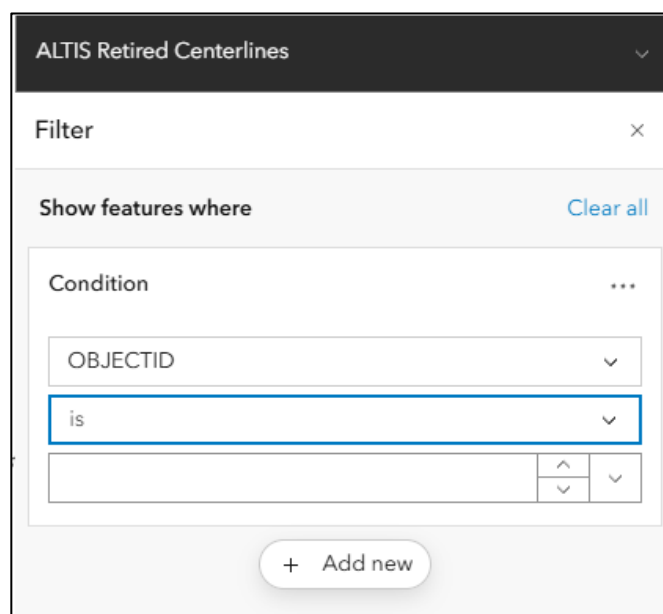 ALTIS Retired Centerlines
Filter
Show features where Clear all
Condition
OBJECTID
is
+ Add new